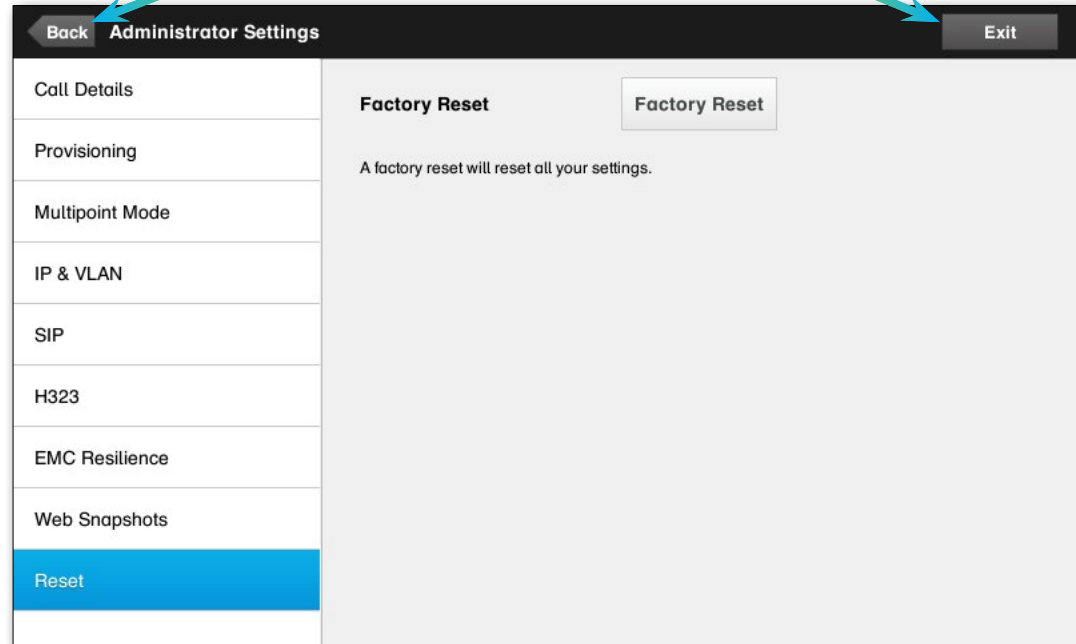 Back Administrator Settings Exit
Call Details
Provisioning
Multipoint Mode
IP & VLAN
SIP
H323
EMC Resilience
Web Snapshots
Reset
Factory Reset Factory Reset
A factory reset will reset all your settings.